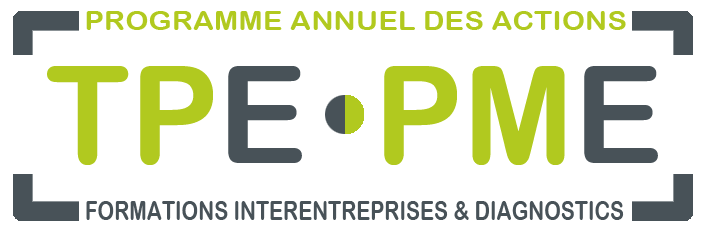 PROGRAMME ANNUEL DES ACTIONS
TPE•PME
FORMATIONS INTERENTREPRISES & DIAGNOSTICS